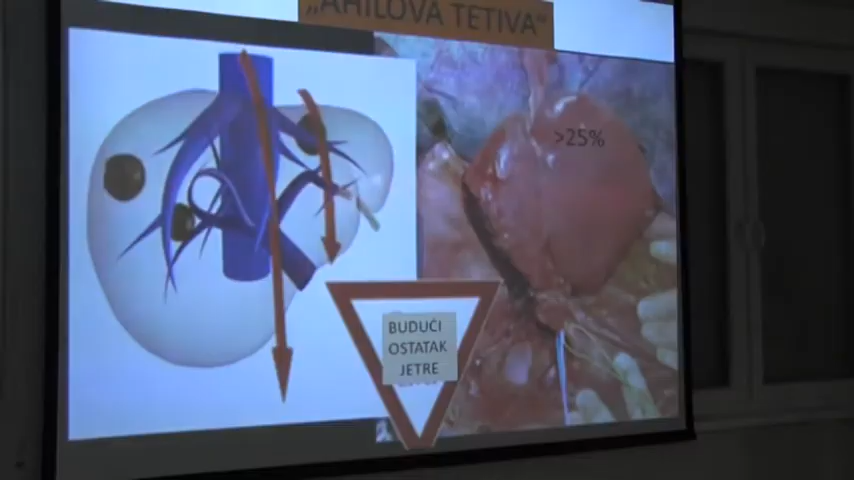 „AHILOVA TETIVA“
>25%
BUDUĆI
OSTATAK
JETRE